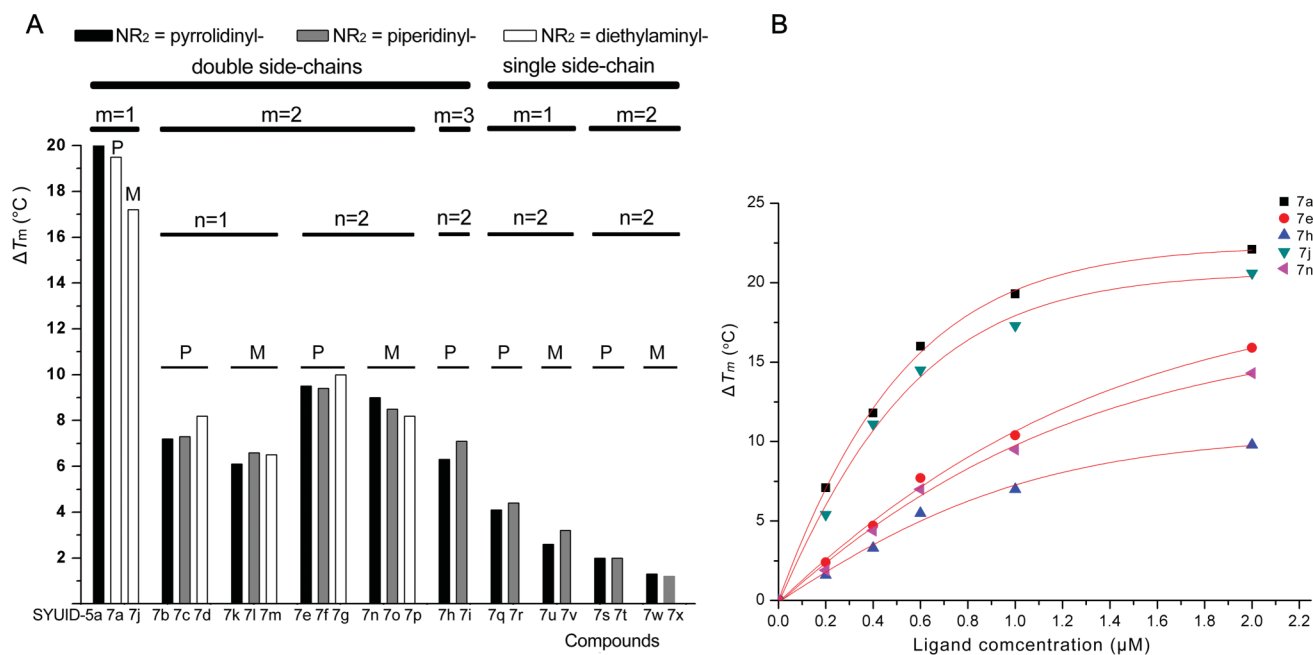 A
NR2 = pyrrolidinyl- NR2 = piperidinyl- NR2 = diethylaminyl-
double side-chains single side-chain
m=1 m=2 m=3 m=1 m=2
P
M
n=1 n=2 n=2 n=2 n=2
P M P M P P M P M
20
18
16
14
12
10
8
6
4
2
ΔTm (°C)
SYUID-5a 7a 7j 7b 7c 7d 7k 7l 7m 7e 7f 7g 7n 7o 7p 7h 7i 7q 7r 7u 7v 7s 7t 7w 7x
Compounds
B
7a
7e
7h
7j
7n
25
20
15
10
5
0
ΔTm (°C)
0.0 0.2 0.4 0.6 0.8 1.0 1.2 1.4 1.6 1.8 2.0 2.2
Ligand comcentration (μM)